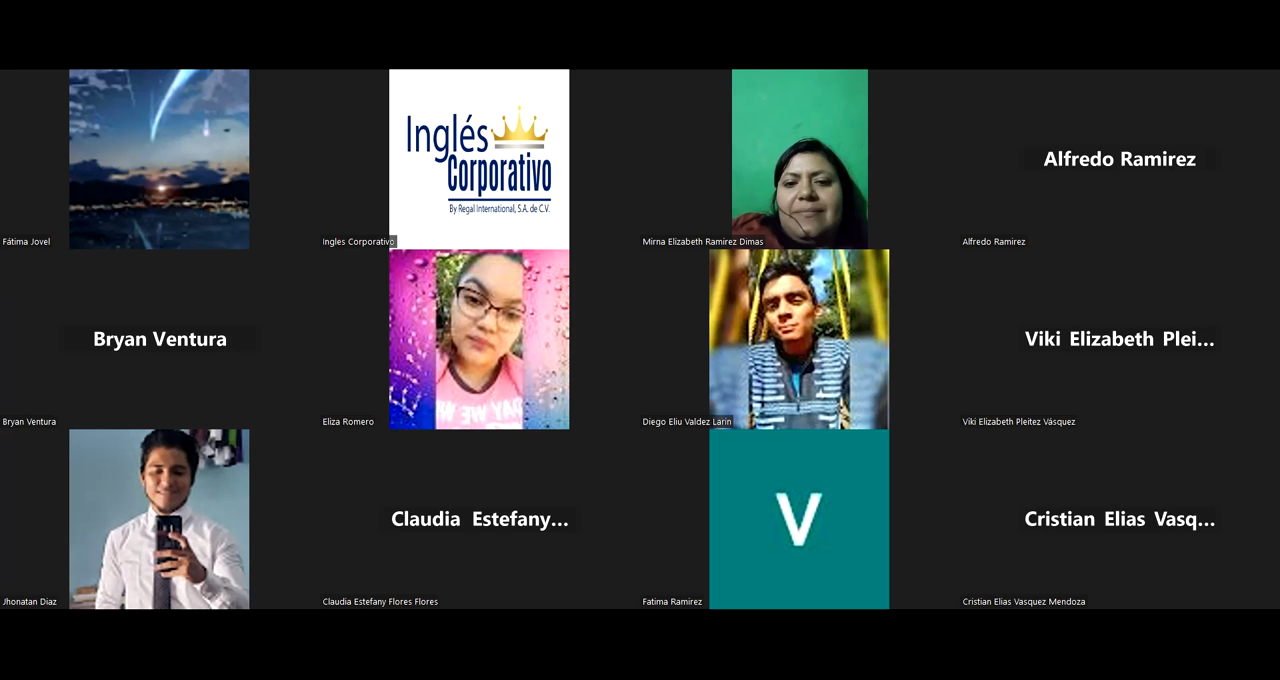 Fátima Jovel
Inglés
Corporativo
By Regal International, S.A. de C.V.
Ingles Corporativo
Mirna Elizabeth Ramirez Dimas
Alfredo Ramirez
Alfredo Ramirez
Bryan Ventura
Bryan Ventura
Eliza Romero
Diego Eliu Valdez Larin
Viki Elizabeth Plei...
Viki Elizabeth Pleitez Vásquez
Jhonatan Diaz
Claudia Estefany...
Claudia Estefany Flores Flores
V
Fatima Ramirez
Cristian Elias Vasq...
Cristian Elias Vasquez Mendoza